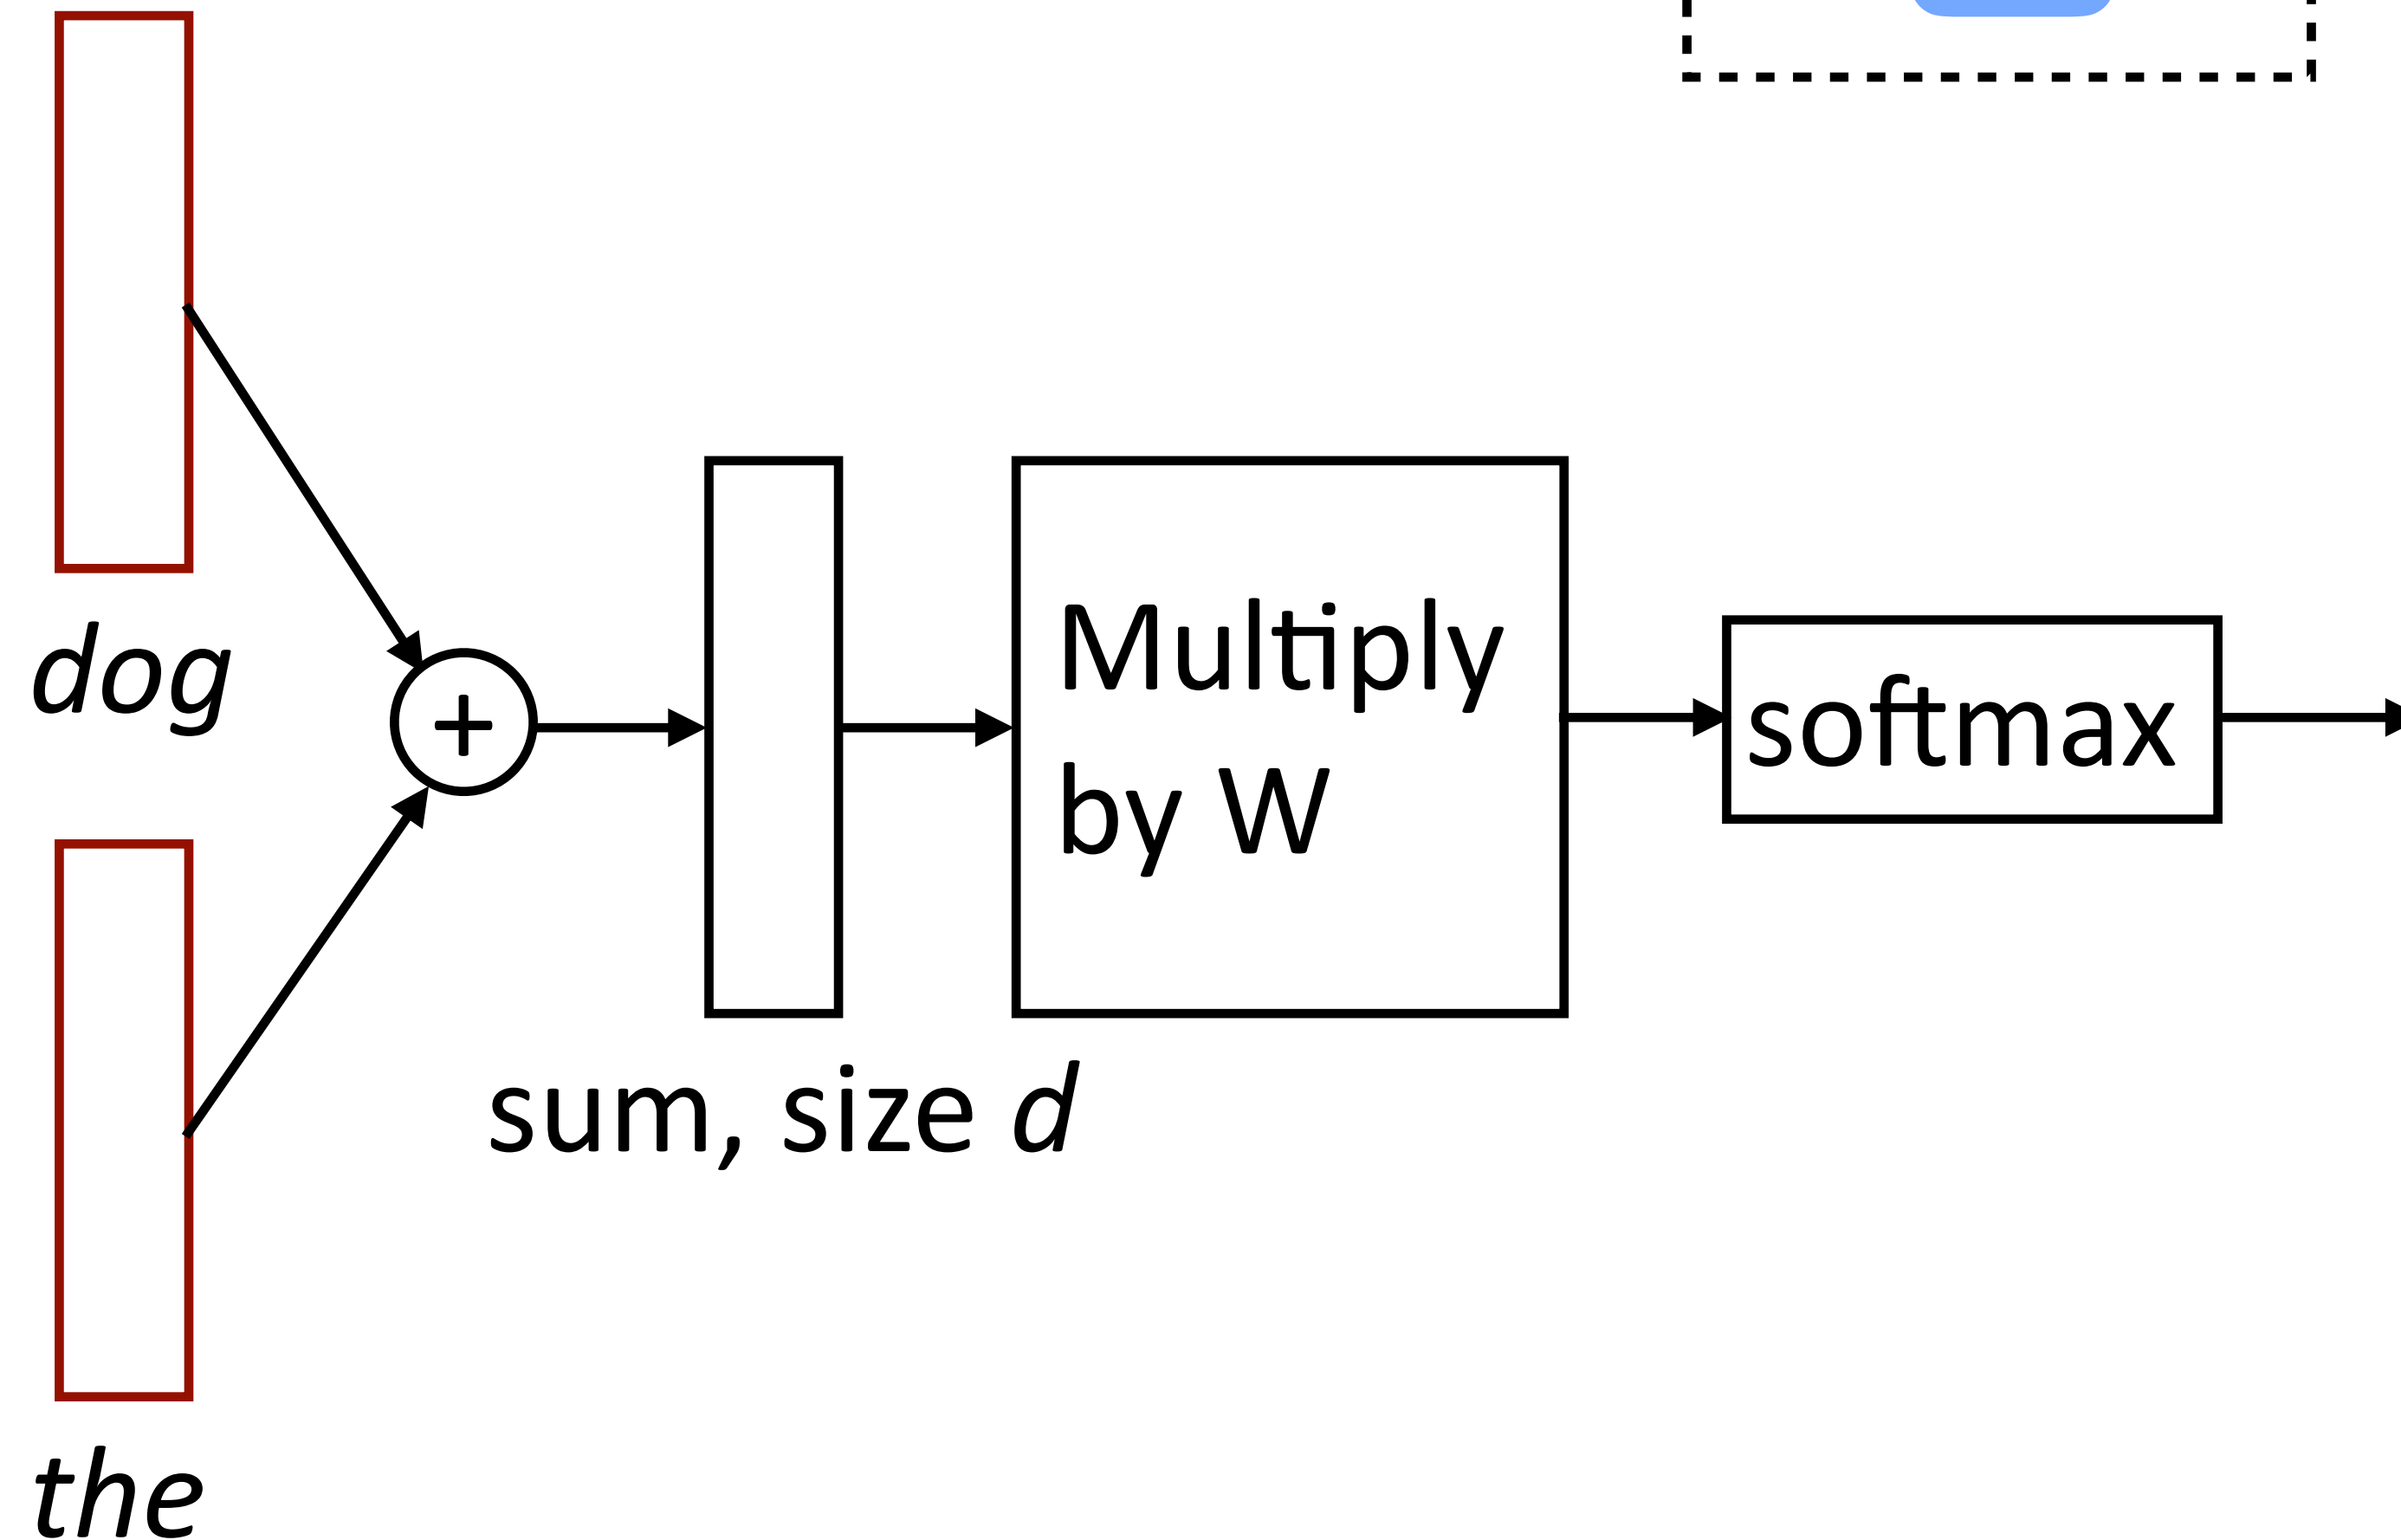 dog
+
Multiply
by W
softmax
sum, size d
the